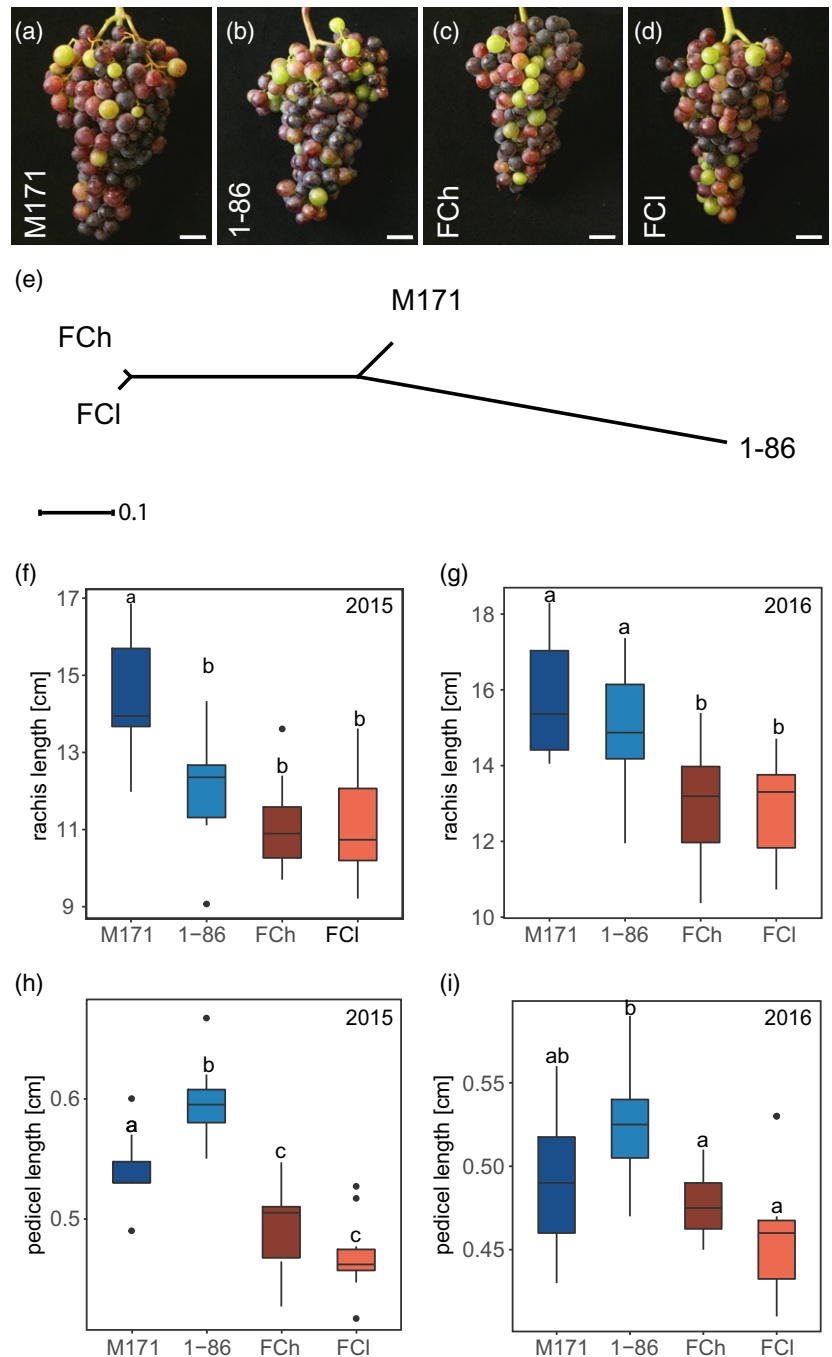 (a)
M171
(b)
1-86
(c)
FCh
(d)
FCl
(e)
M171
FCh
FCl
1-86
0.1
(f)
2015
rachis length [cm]
17
15
13
11
9
a
b
b
b
M171
1−86
FCh
FCl
(g)
2016
rachis length [cm]
18
16
14
12
10
a
a
b
b
M171
1−86
FCh
FCl
(h)
2015
pedicel length [cm]
0.6
0.5
a
b
c
c
M171
1−86
FCh
FCl
(i)
2016
pedicel length [cm]
0.55
0.50
0.45
ab
b
a
a
M171
1−86
FCh
FCl